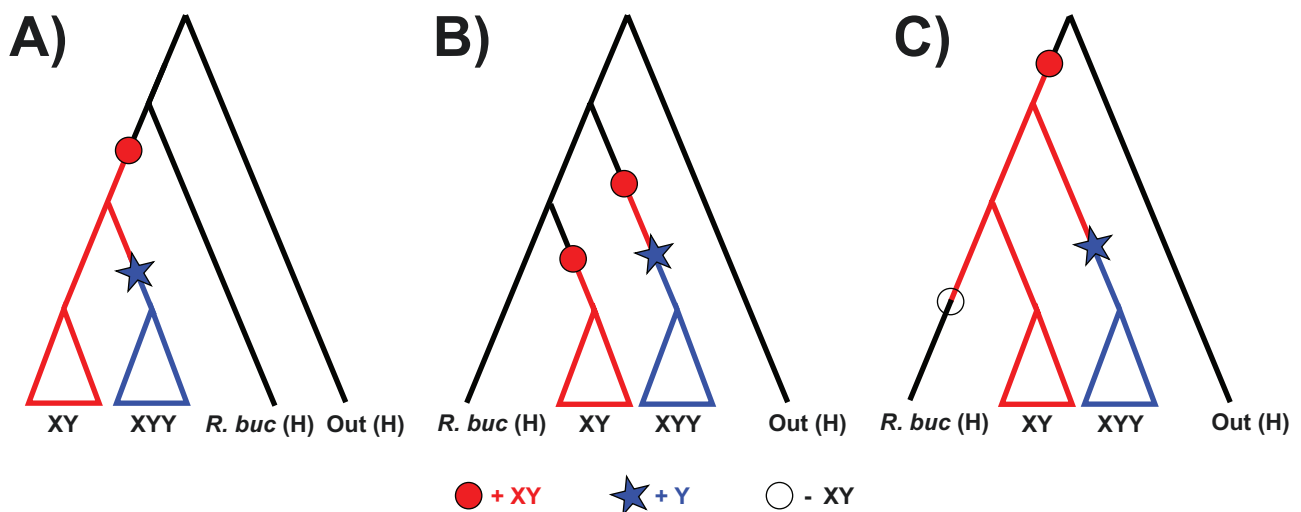 A) B) C)
XY XYY R. buc (H) Out (H) R. buc (H) XY XYY Out (H) R. buc (H) XY XYY Out (H)
+ XY + Y - XY